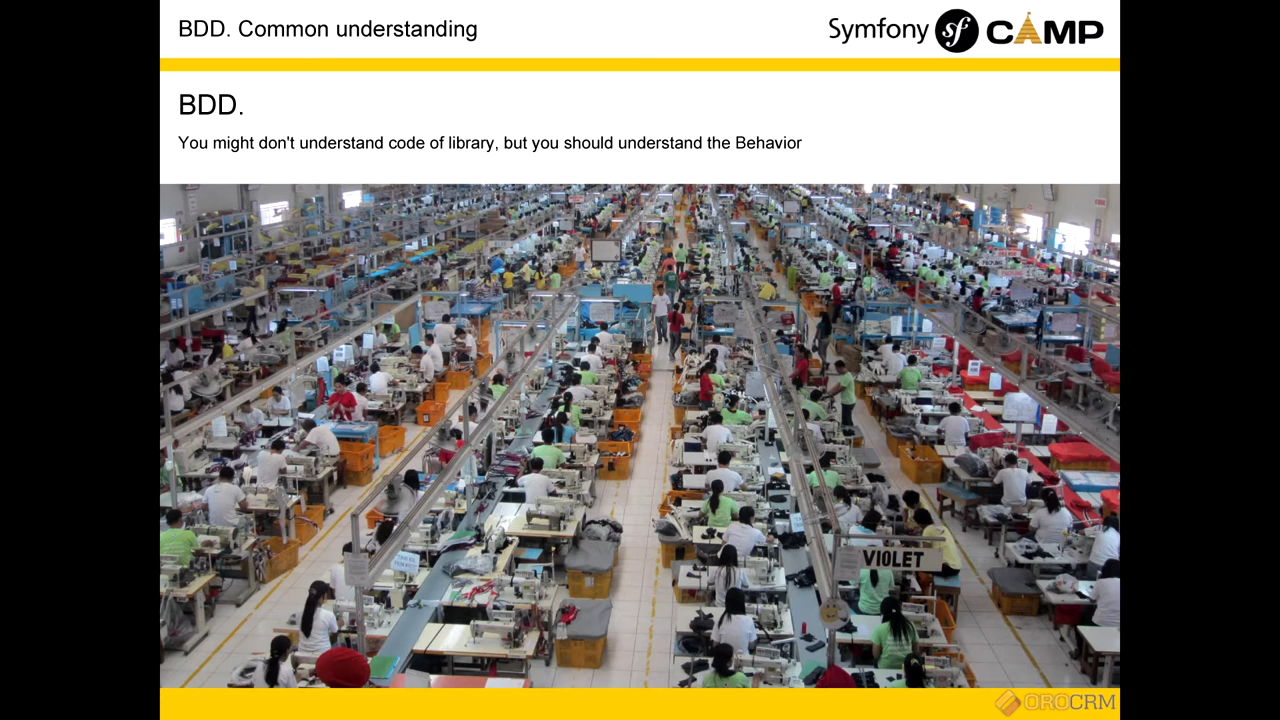 BDD. Common understanding
Symfony sf CAMP
BDD.
You might don't understand code of library, but you should understand the Behavior
VIOLET
OROCRM